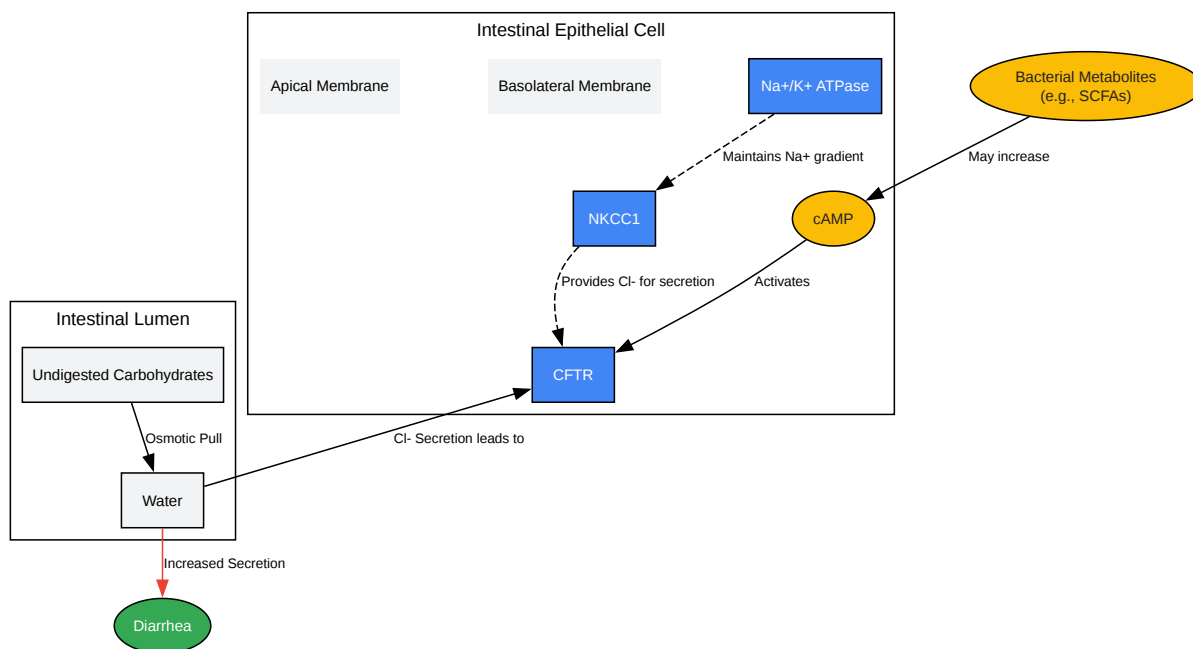 Intestinal Epithelial Cell
Apical Membrane
Basolateral Membrane
Na+/K+ ATPase
Bacterial Metabolites
(e.g., SCFAs)
Maintains Na+ gradient
May increase
NKCC1
cAMP
Provides Cl- for secretion
Activates
Intestinal Lumen
Undigested Carbohydrates
CFTR
Osmotic Pull
Cl- Secretion leads to
Water
Increased Secretion
Diarrhea